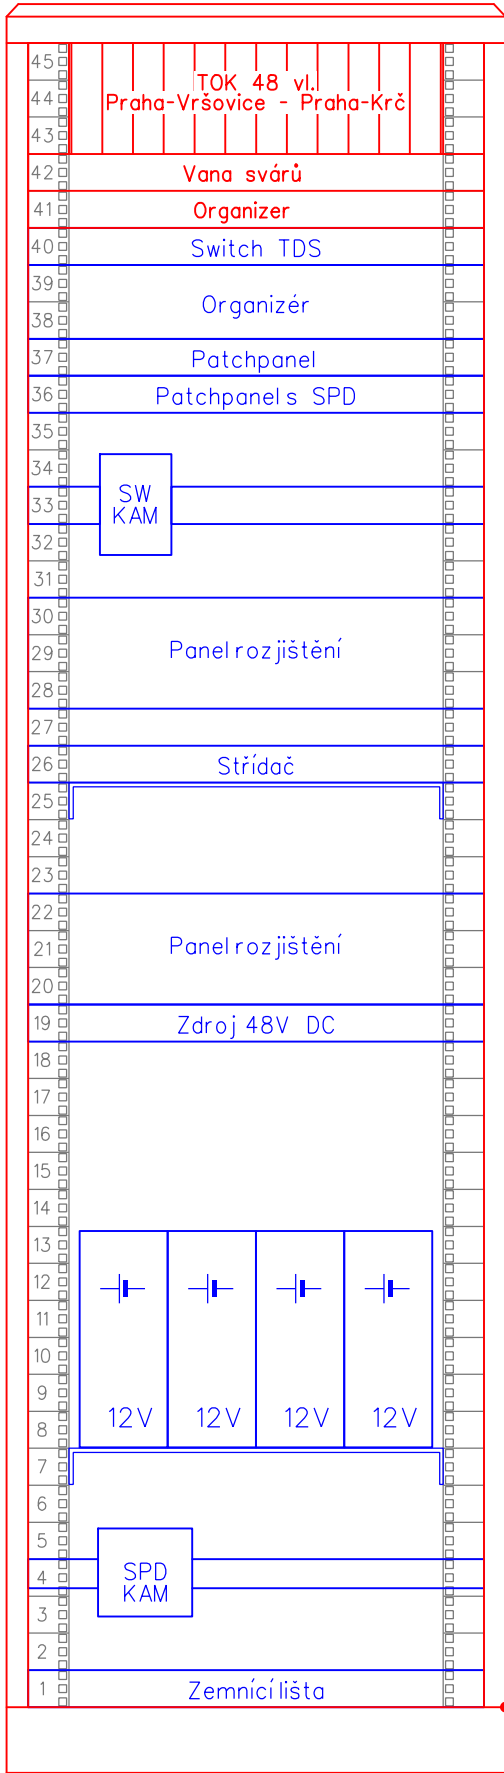 45
TOK 48 vl.
44
Praha-Vršovice - Praha-Krč
43
42 Vana svárů
41 Organizer
40 Switch TDS
39
Organizér
38
37 Patchpanel
36 Patchpanel s SPD
35
34
SW
33
KAM
32
31
30
29 Panel rozjištění
28
27
26 Střídač
25
24
23
22
21 Panel rozjištění
20
19 Zdroj 48V DC
18
17
16
15
14
13
12
11
10
9
8 12V 12V 12V 12V
7
6
5
SPD
4
KAM
3
2
1 Zemnící lišta